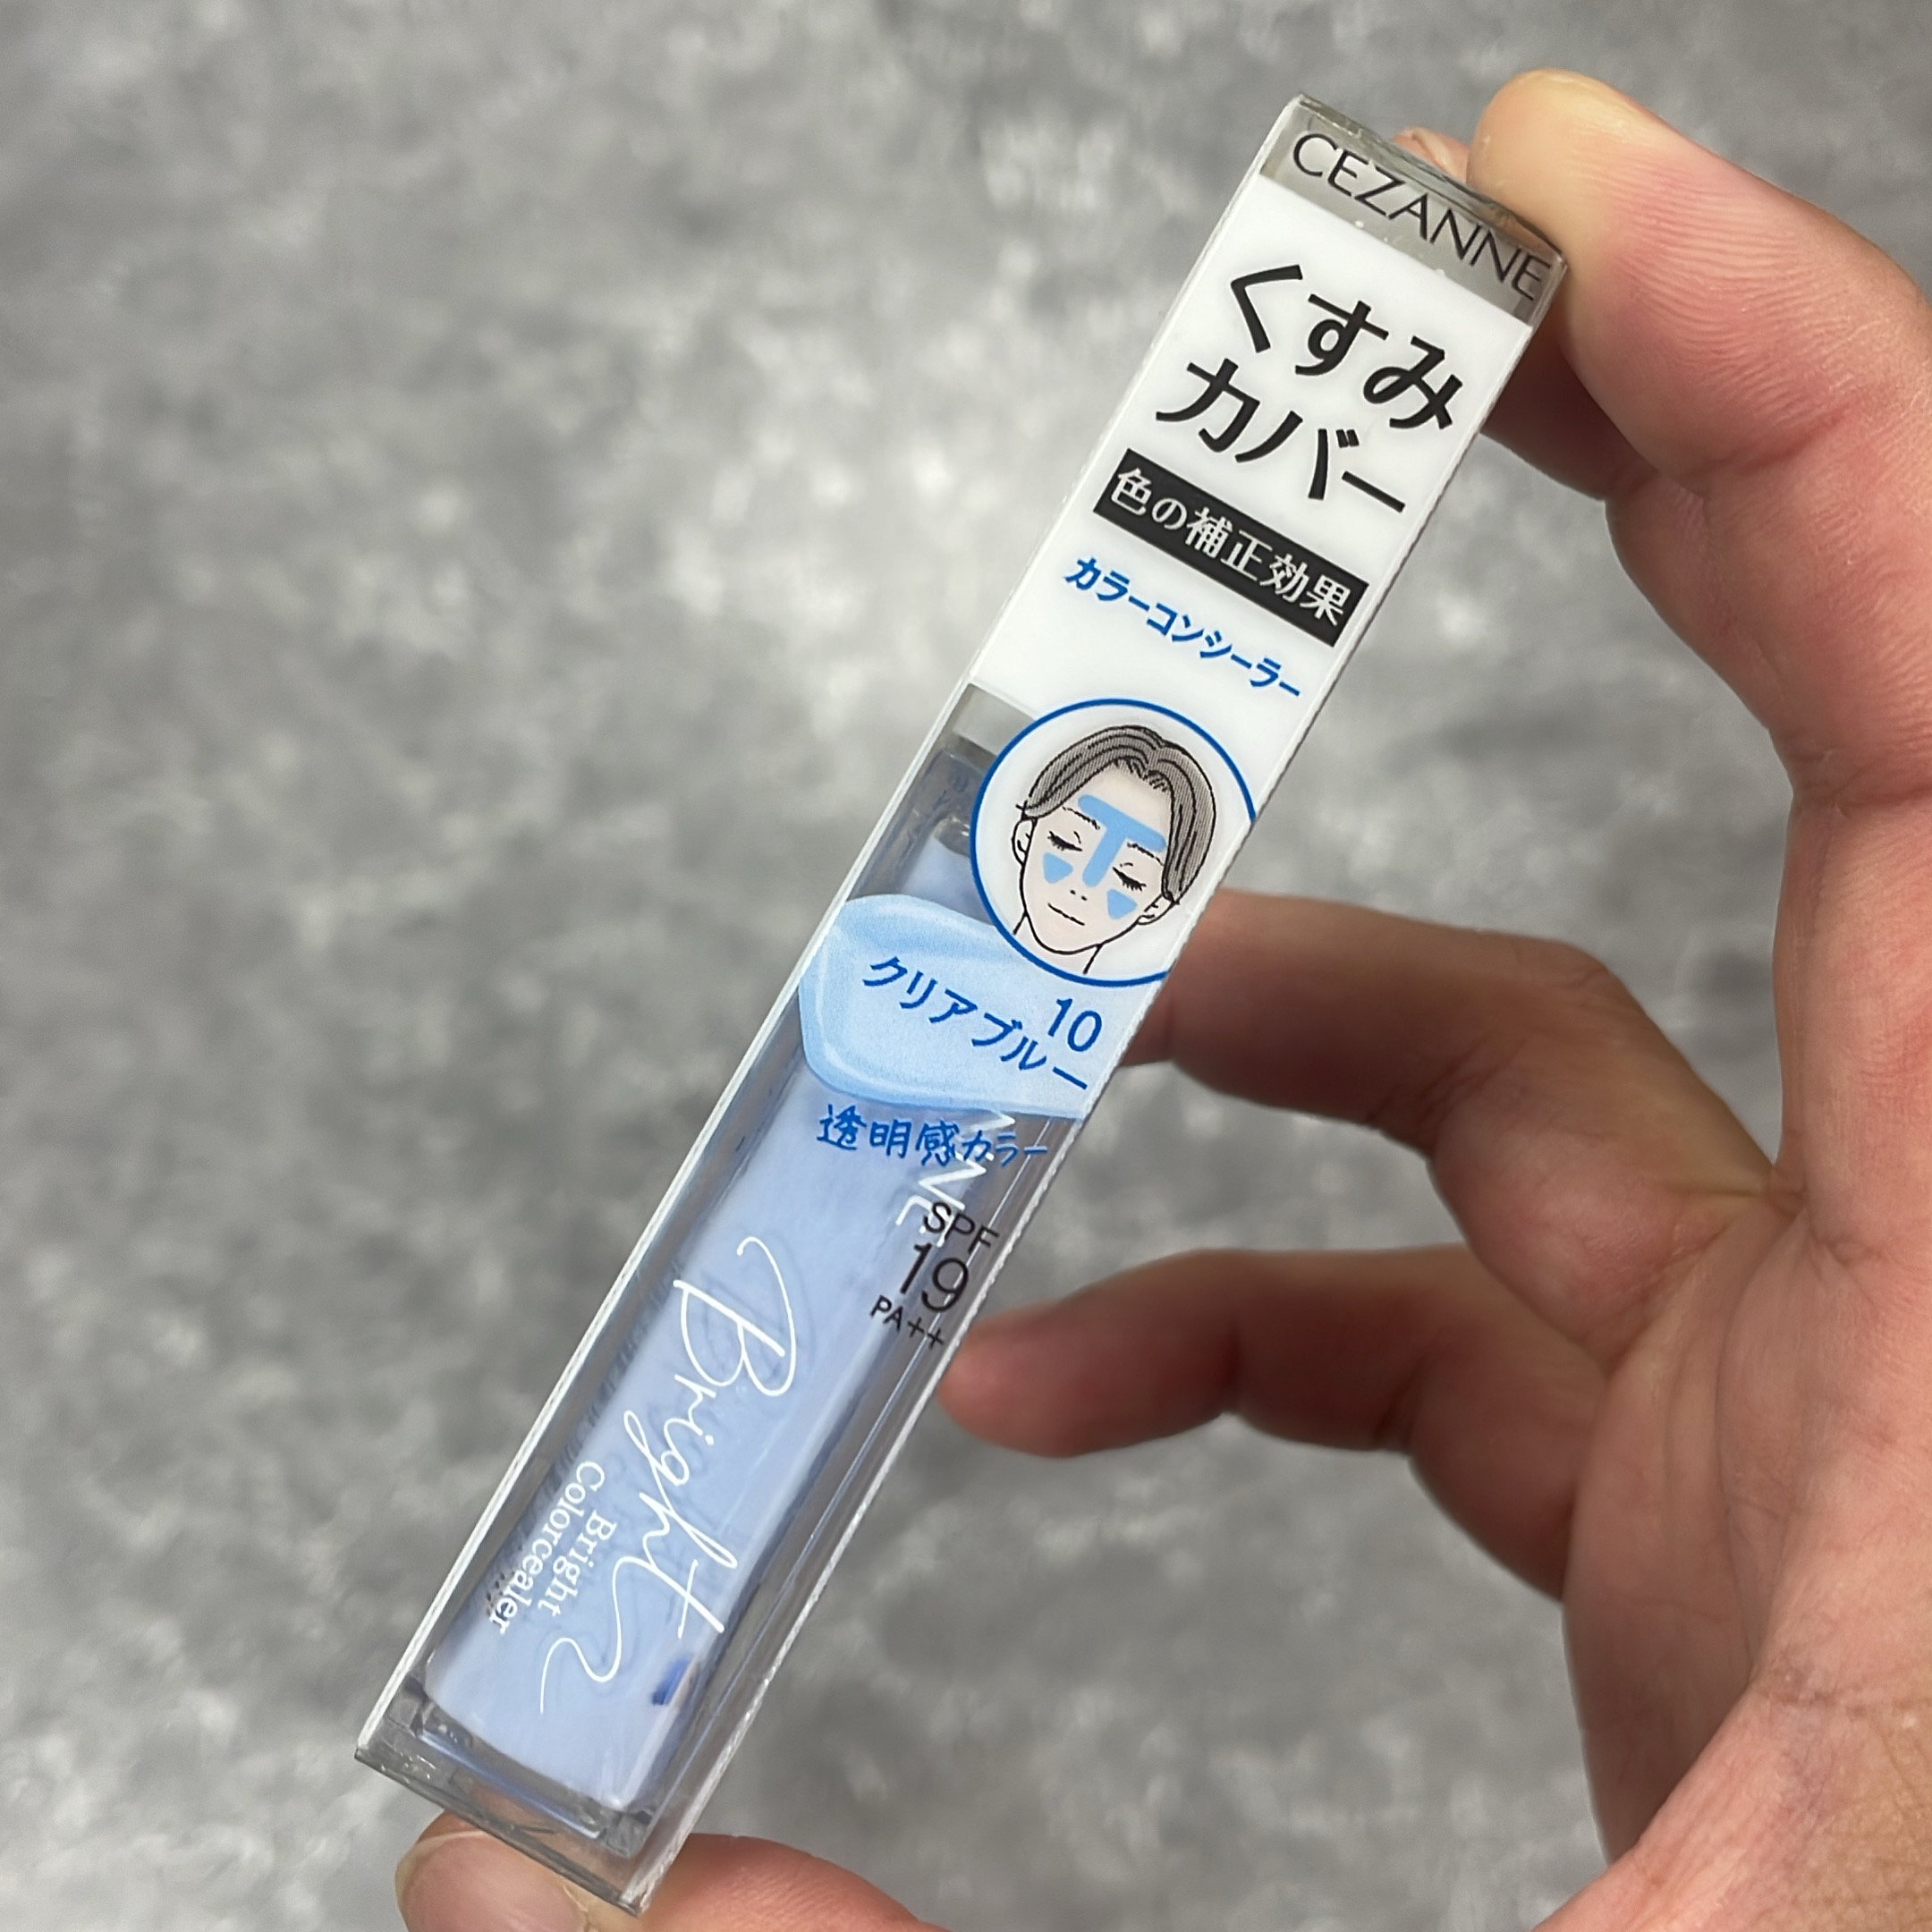 CEZANNE
くすみ
カバー
色の補正効果
カラーコンシーラー
10
クリアブルー
透明感カラー
SPF
19
PA++
Bright
Bright
Colorcealer